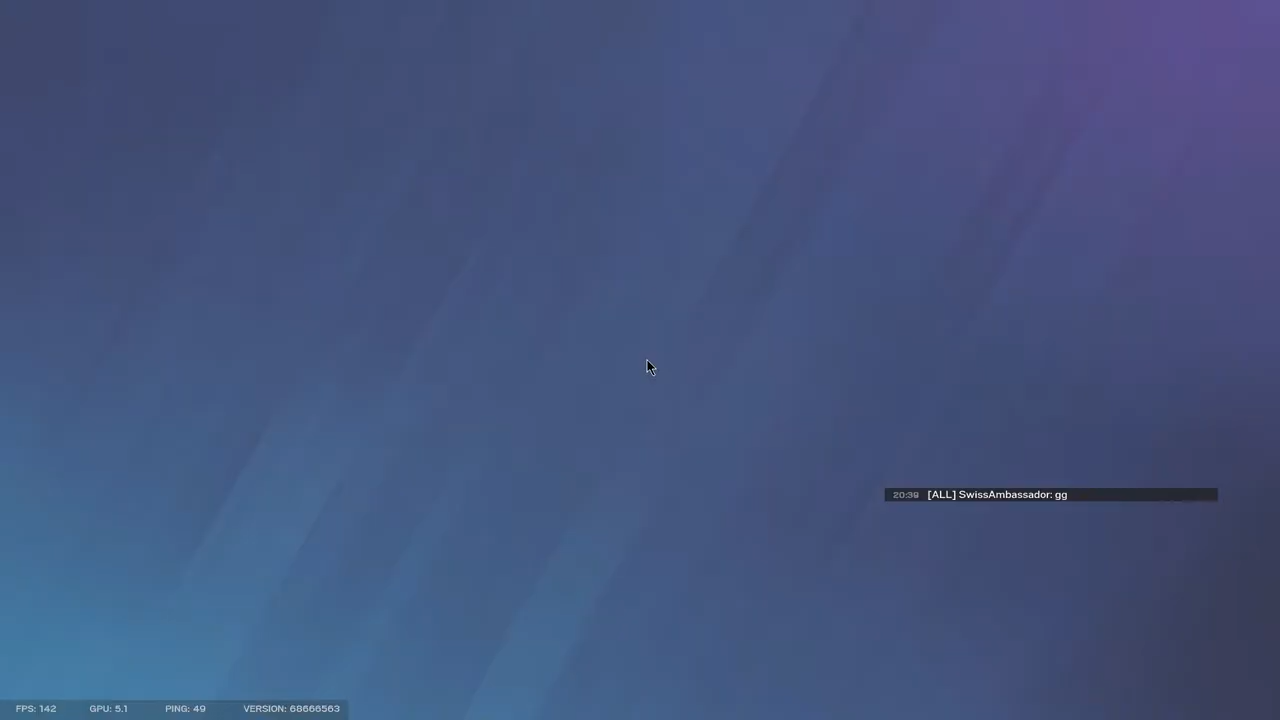 20:39 [ALL] SwissAmbassador: gg
FPS: 142 GPU: 5.1 PING: 49 VERSION: 68666563